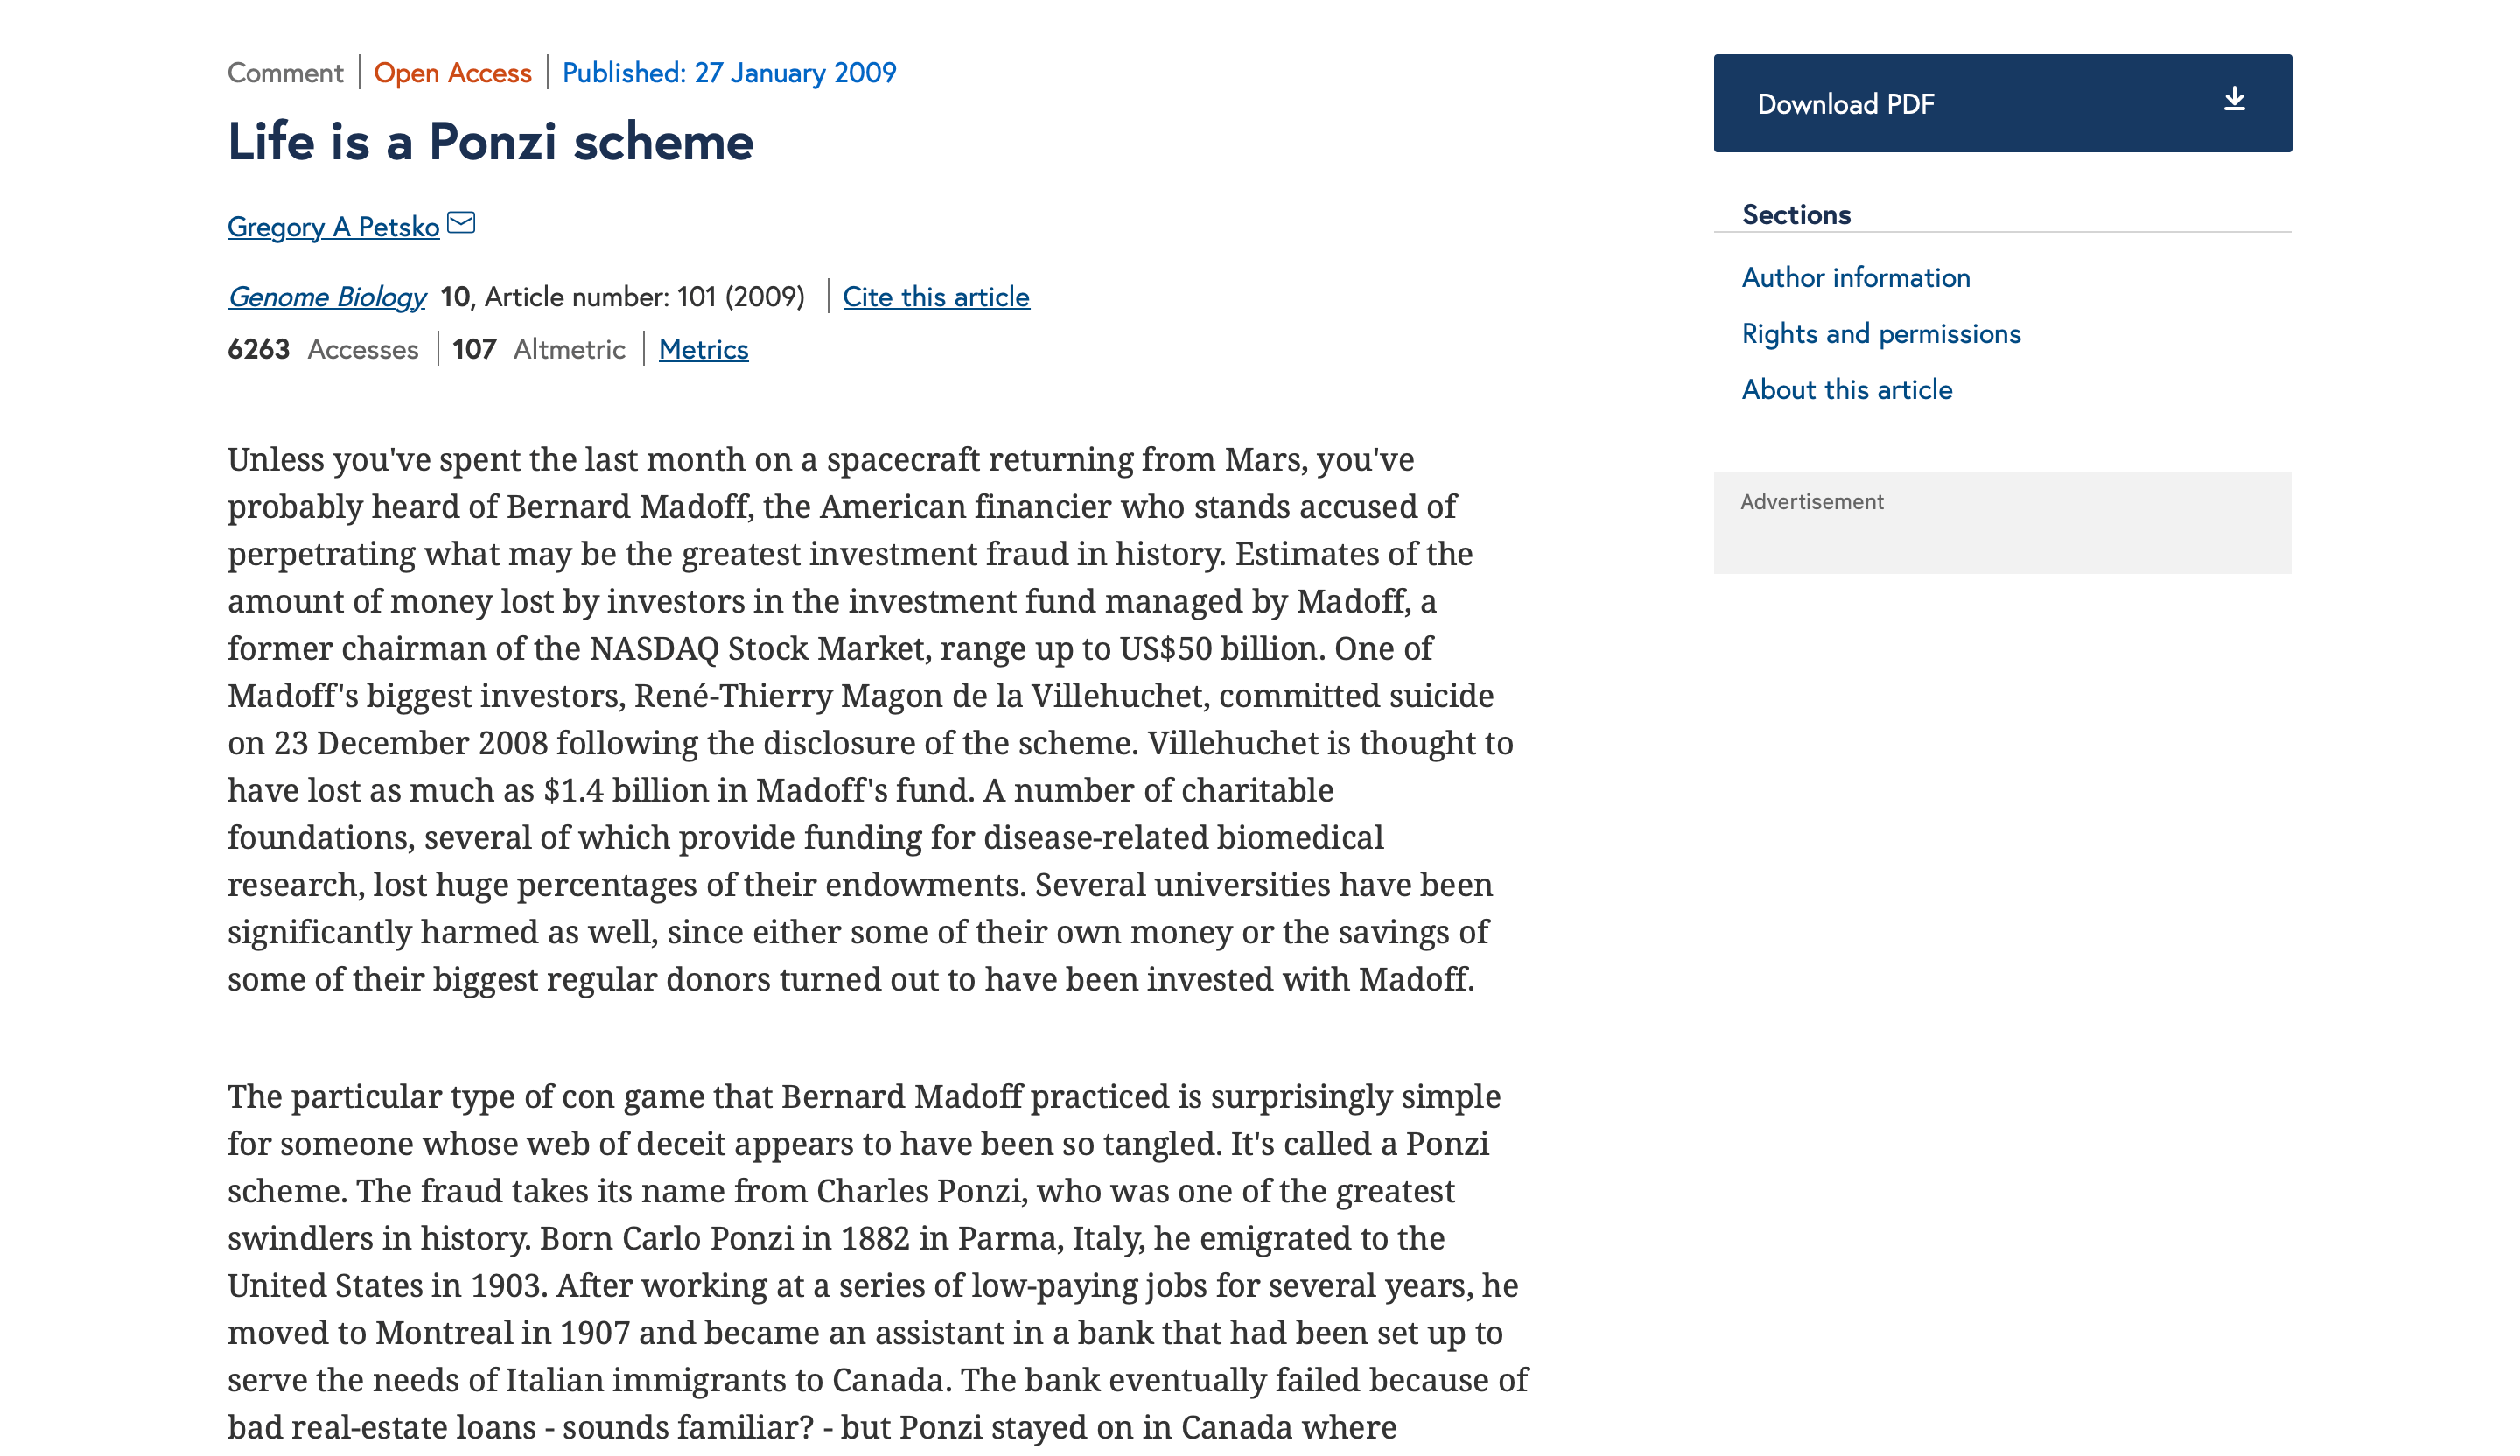 Comment | Open Access | Published: 27 January 2009
Life is a Ponzi scheme
Gregory A Petsko
Genome Biology 10, Article number: 101 (2009) | Cite this article
6263 Accesses | 107 Altmetric | Metrics
Unless you've spent the last month on a spacecraft returning from Mars, you've
probably heard of Bernard Madoff, the American financier who stands accused of
perpetrating what may be the greatest investment fraud in history. Estimates of the
amount of money lost by investors in the investment fund managed by Madoff, a
former chairman of the NASDAQ Stock Market, range up to US$50 billion. One of
Madoff's biggest investors, René-Thierry Magon de la Villehuchet, committed suicide
on 23 December 2008 following the disclosure of the scheme. Villehuchet is thought to
have lost as much as $1.4 billion in Madoff's fund. A number of charitable
foundations, several of which provide funding for disease-related biomedical
research, lost huge percentages of their endowments. Several universities have been
significantly harmed as well, since either some of their own money or the savings of
some of their biggest regular donors turned out to have been invested with Madoff.
The particular type of con game that Bernard Madoff practiced is surprisingly simple
for someone whose web of deceit appears to have been so tangled. It's called a Ponzi
scheme. The fraud takes its name from Charles Ponzi, who was one of the greatest
swindlers in history. Born Carlo Ponzi in 1882 in Parma, Italy, he emigrated to the
United States in 1903. After working at a series of low-paying jobs for several years, he
moved to Montreal in 1907 and became an assistant in a bank that had been set up to
serve the needs of Italian immigrants to Canada. The bank eventually failed because of
bad real-estate loans - sounds familiar? - but Ponzi stayed on in Canada where
Download PDF
Sections
Author information
Rights and permissions
About this article
Advertisement